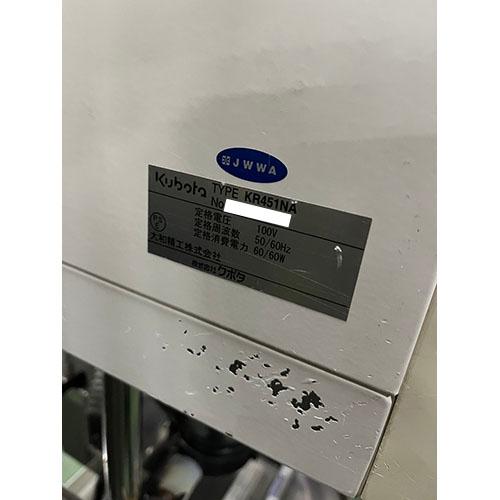 JWWA
Kubota TYPE KR451NA
No
定格電圧 100V
定格周波数 50/60Hz
定格消費電力 60/60W
PS
E
大和精工株式会社
株式会社クボタ